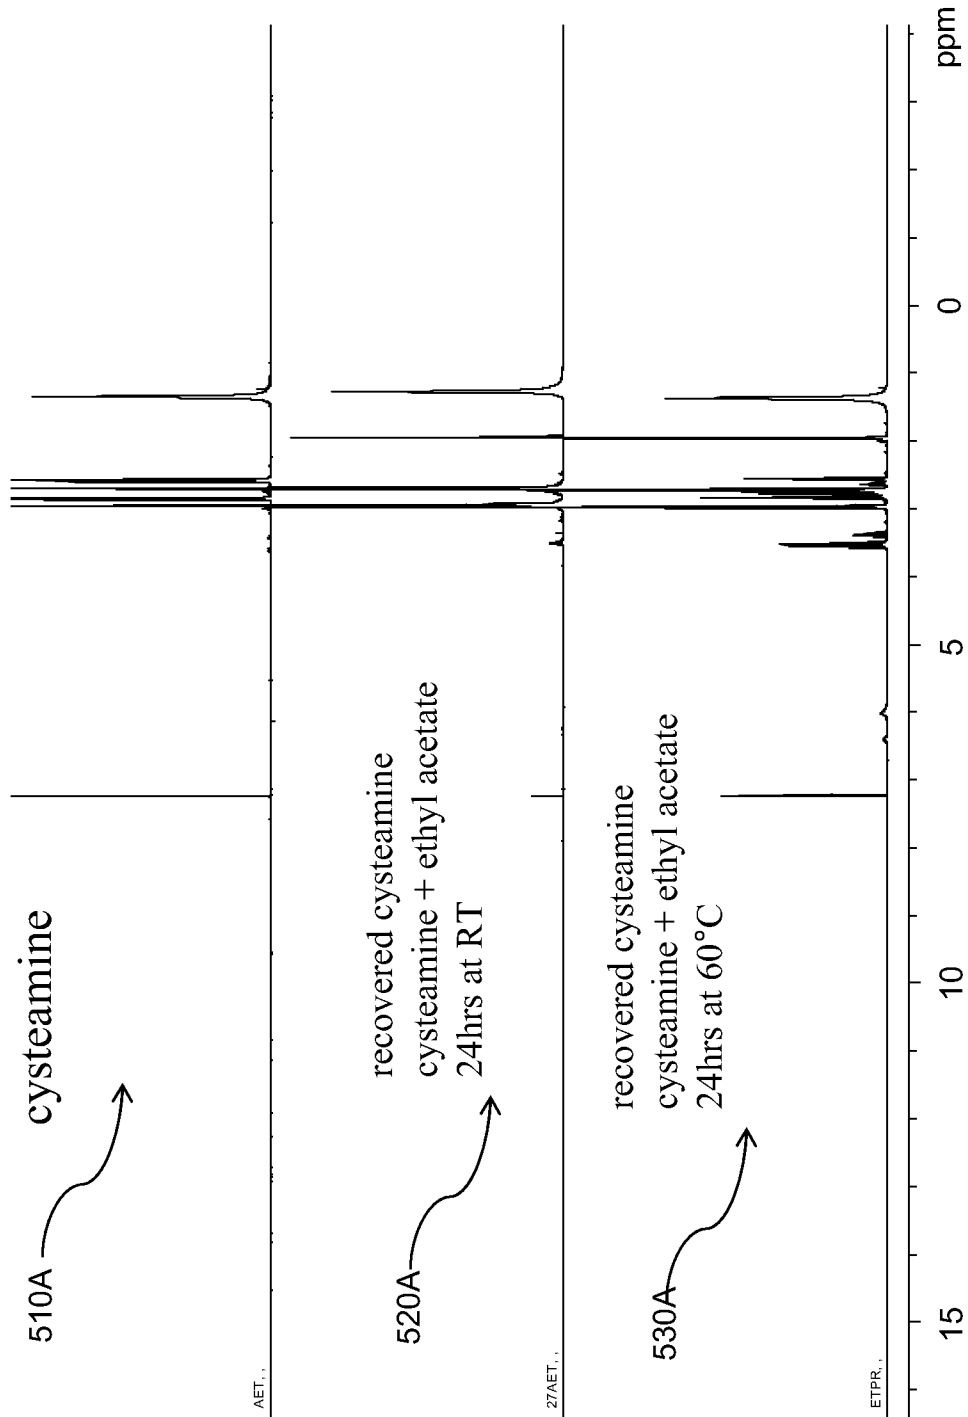 510A
cysteamine
AET, ,
520A
recovered cysteamine
cysteamine + ethyl acetate
24hrs at RT
27AET, ,
530A
recovered cysteamine
cysteamine + ethyl acetate
24hrs at 60°C
ETPR, ,
15
10
5
0
ppm